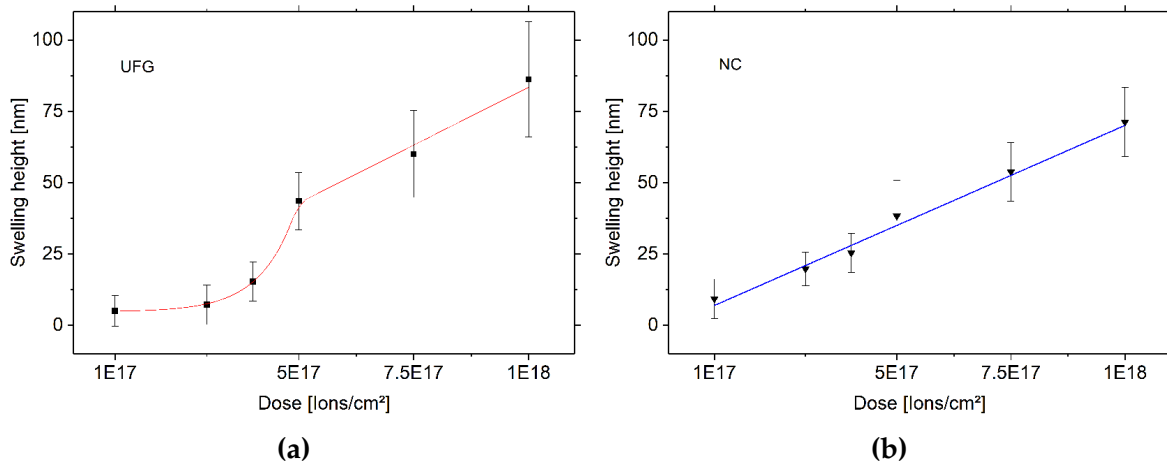 100
75
50
25
0
Swelling height [nm]
UFG
1E17
5E17
7.5E17
1E18
Dose [Ions/cm²]
(a)
100
75
50
25
0
Swelling height [nm]
NC
1E17
5E17
7.5E17
1E18
Dose [Ions/cm²]
(b)